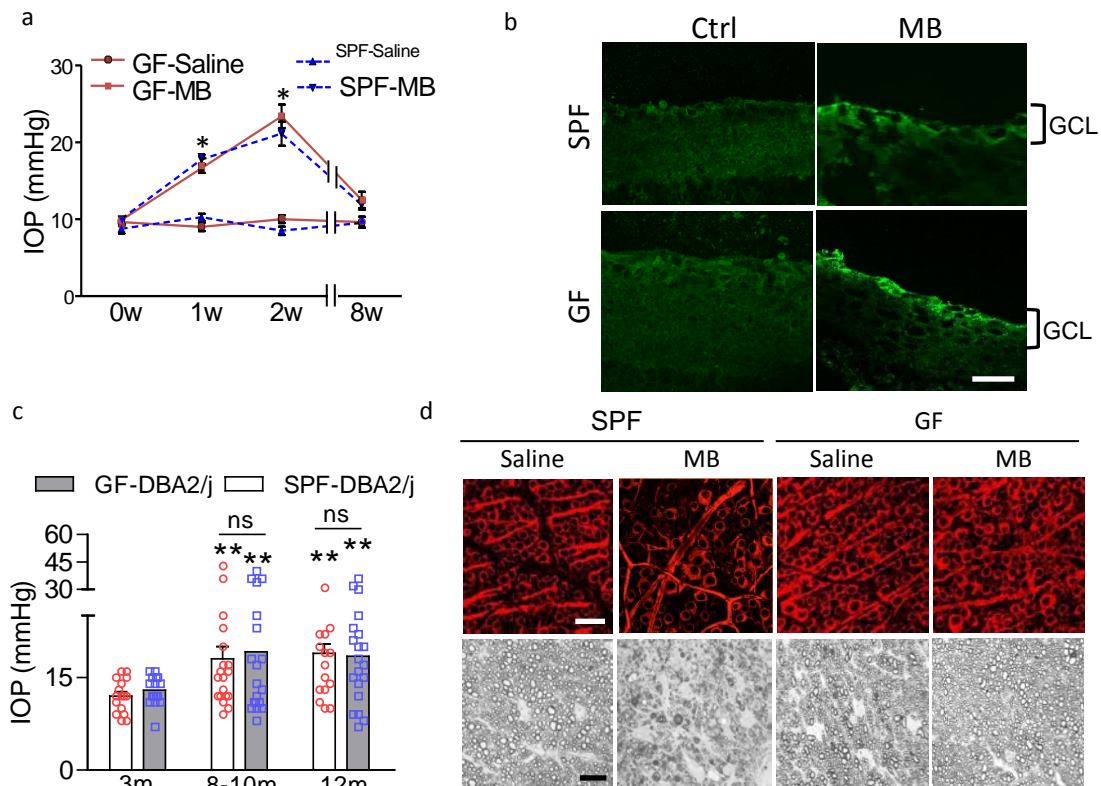 a
GF-Saline
GF-MB
SPF-Saline
SPF-MB
IOP (mmHg)
30
20
10
0
*
*
0w
1w
2w
8w
b
Ctrl
MB
SPF
GF
GCL
GCL
c
GF-DBA2/j
SPF-DBA2/j
IOP (mmHg)
60
45
30
15
0
ns
ns
**
**
**
**
3m
8-10m
12m
d
SPF
GF
Saline
MB
Saline
MB